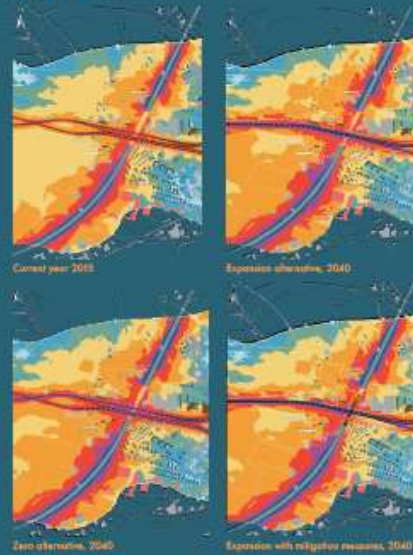 Current year 2015
Expansion alternative, 2040
Zero alternative, 2040
Expansion with mitigation measures, 2040